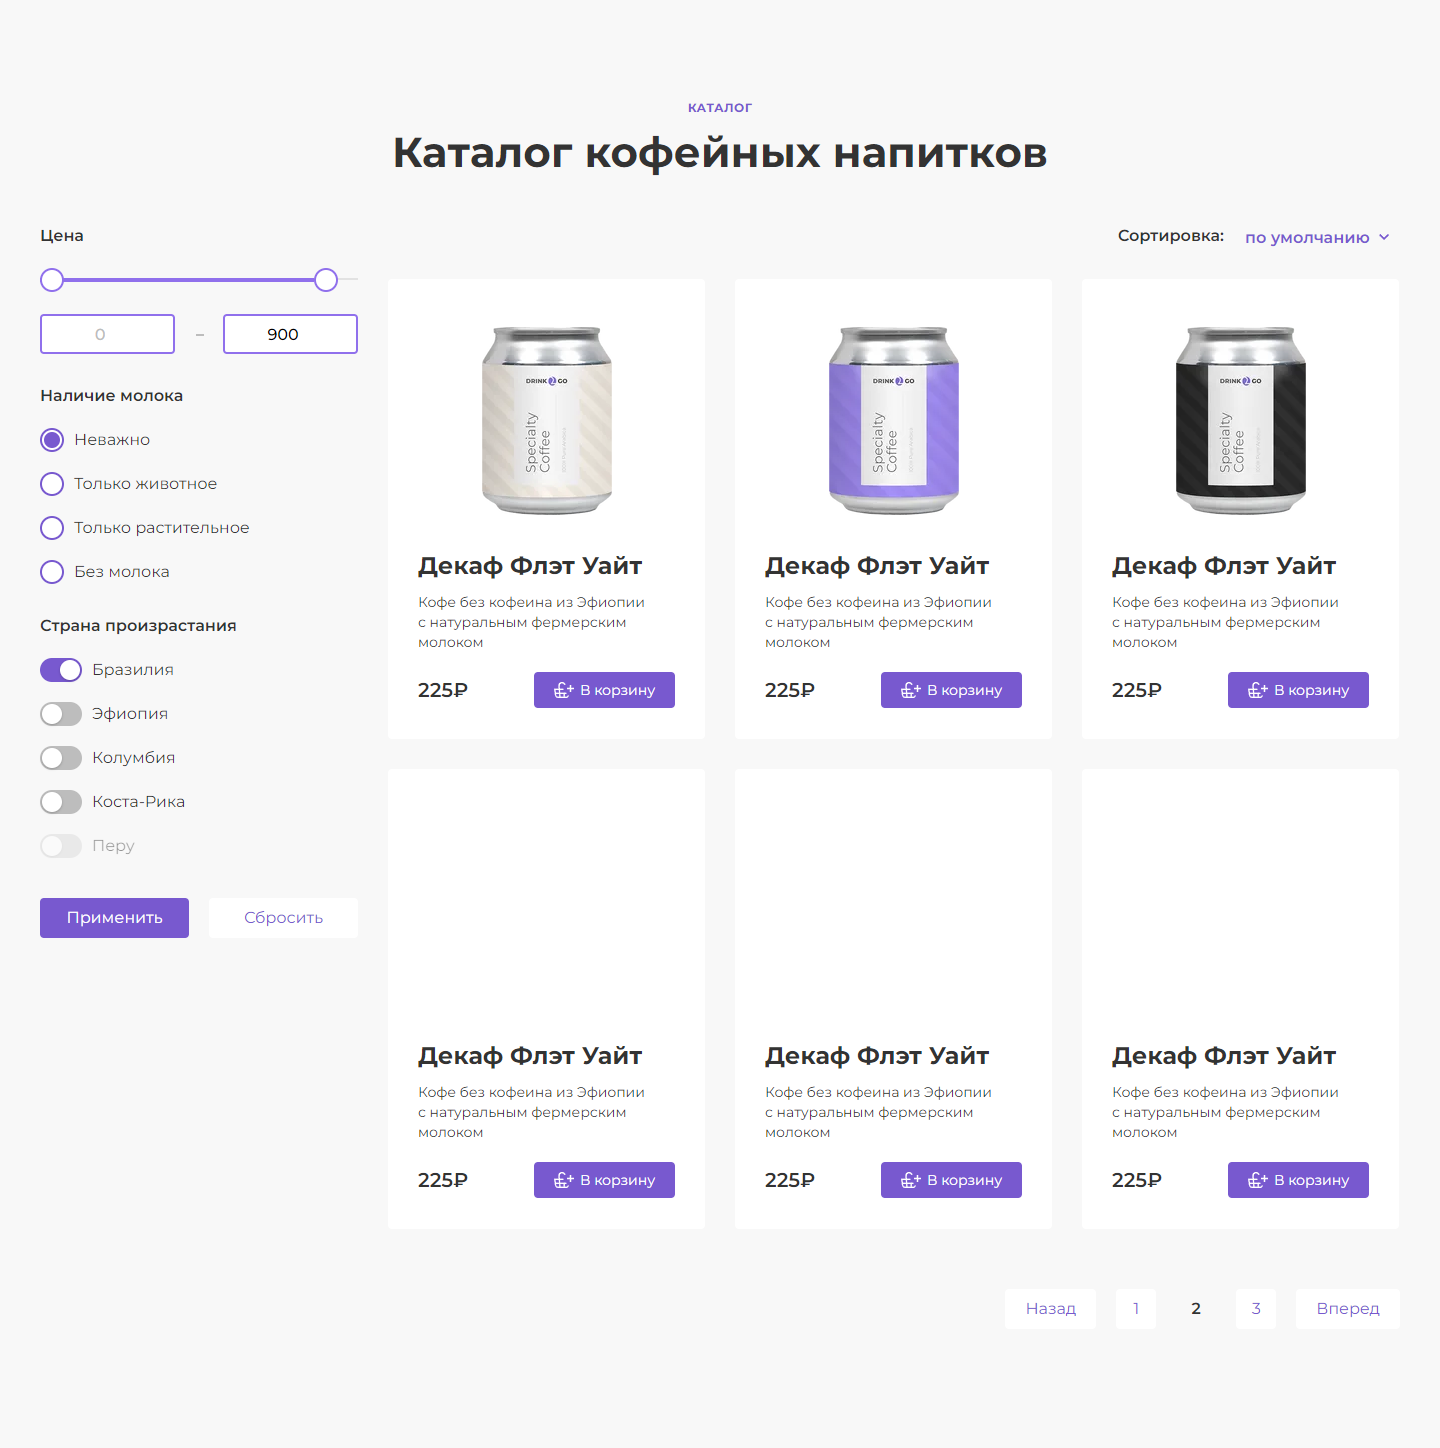 КАТАЛОГ
Каталог кофейных напитков
Цена
0
–
900
Наличие молока
Неважно
Только животное
Только растительное
Без молока
Страна произрастания
Бразилия
Эфиопия
Колумбия
Коста-Рика
Перу
Применить
Сбросить
Сортировка:
по умолчанию
DRINK 2 GO
Specialty
Coffee
Декаф Флэт Уайт
Кофе без кофеина из Эфиопии
с натуральным фермерским
молоком
225₽
В корзину
DRINK 2 GO
Specialty
Coffee
Декаф Флэт Уайт
Кофе без кофеина из Эфиопии
с натуральным фермерским
молоком
225₽
В корзину
DRINK 2 GO
Specialty
Coffee
Декаф Флэт Уайт
Кофе без кофеина из Эфиопии
с натуральным фермерским
молоком
225₽
В корзину
Декаф Флэт Уайт
Кофе без кофеина из Эфиопии
с натуральным фермерским
молоком
225₽
В корзину
Декаф Флэт Уайт
Кофе без кофеина из Эфиопии
с натуральным фермерским
молоком
225₽
В корзину
Декаф Флэт Уайт
Кофе без кофеина из Эфиопии
с натуральным фермерским
молоком
225₽
В корзину
Назад
1
2
3
Вперед